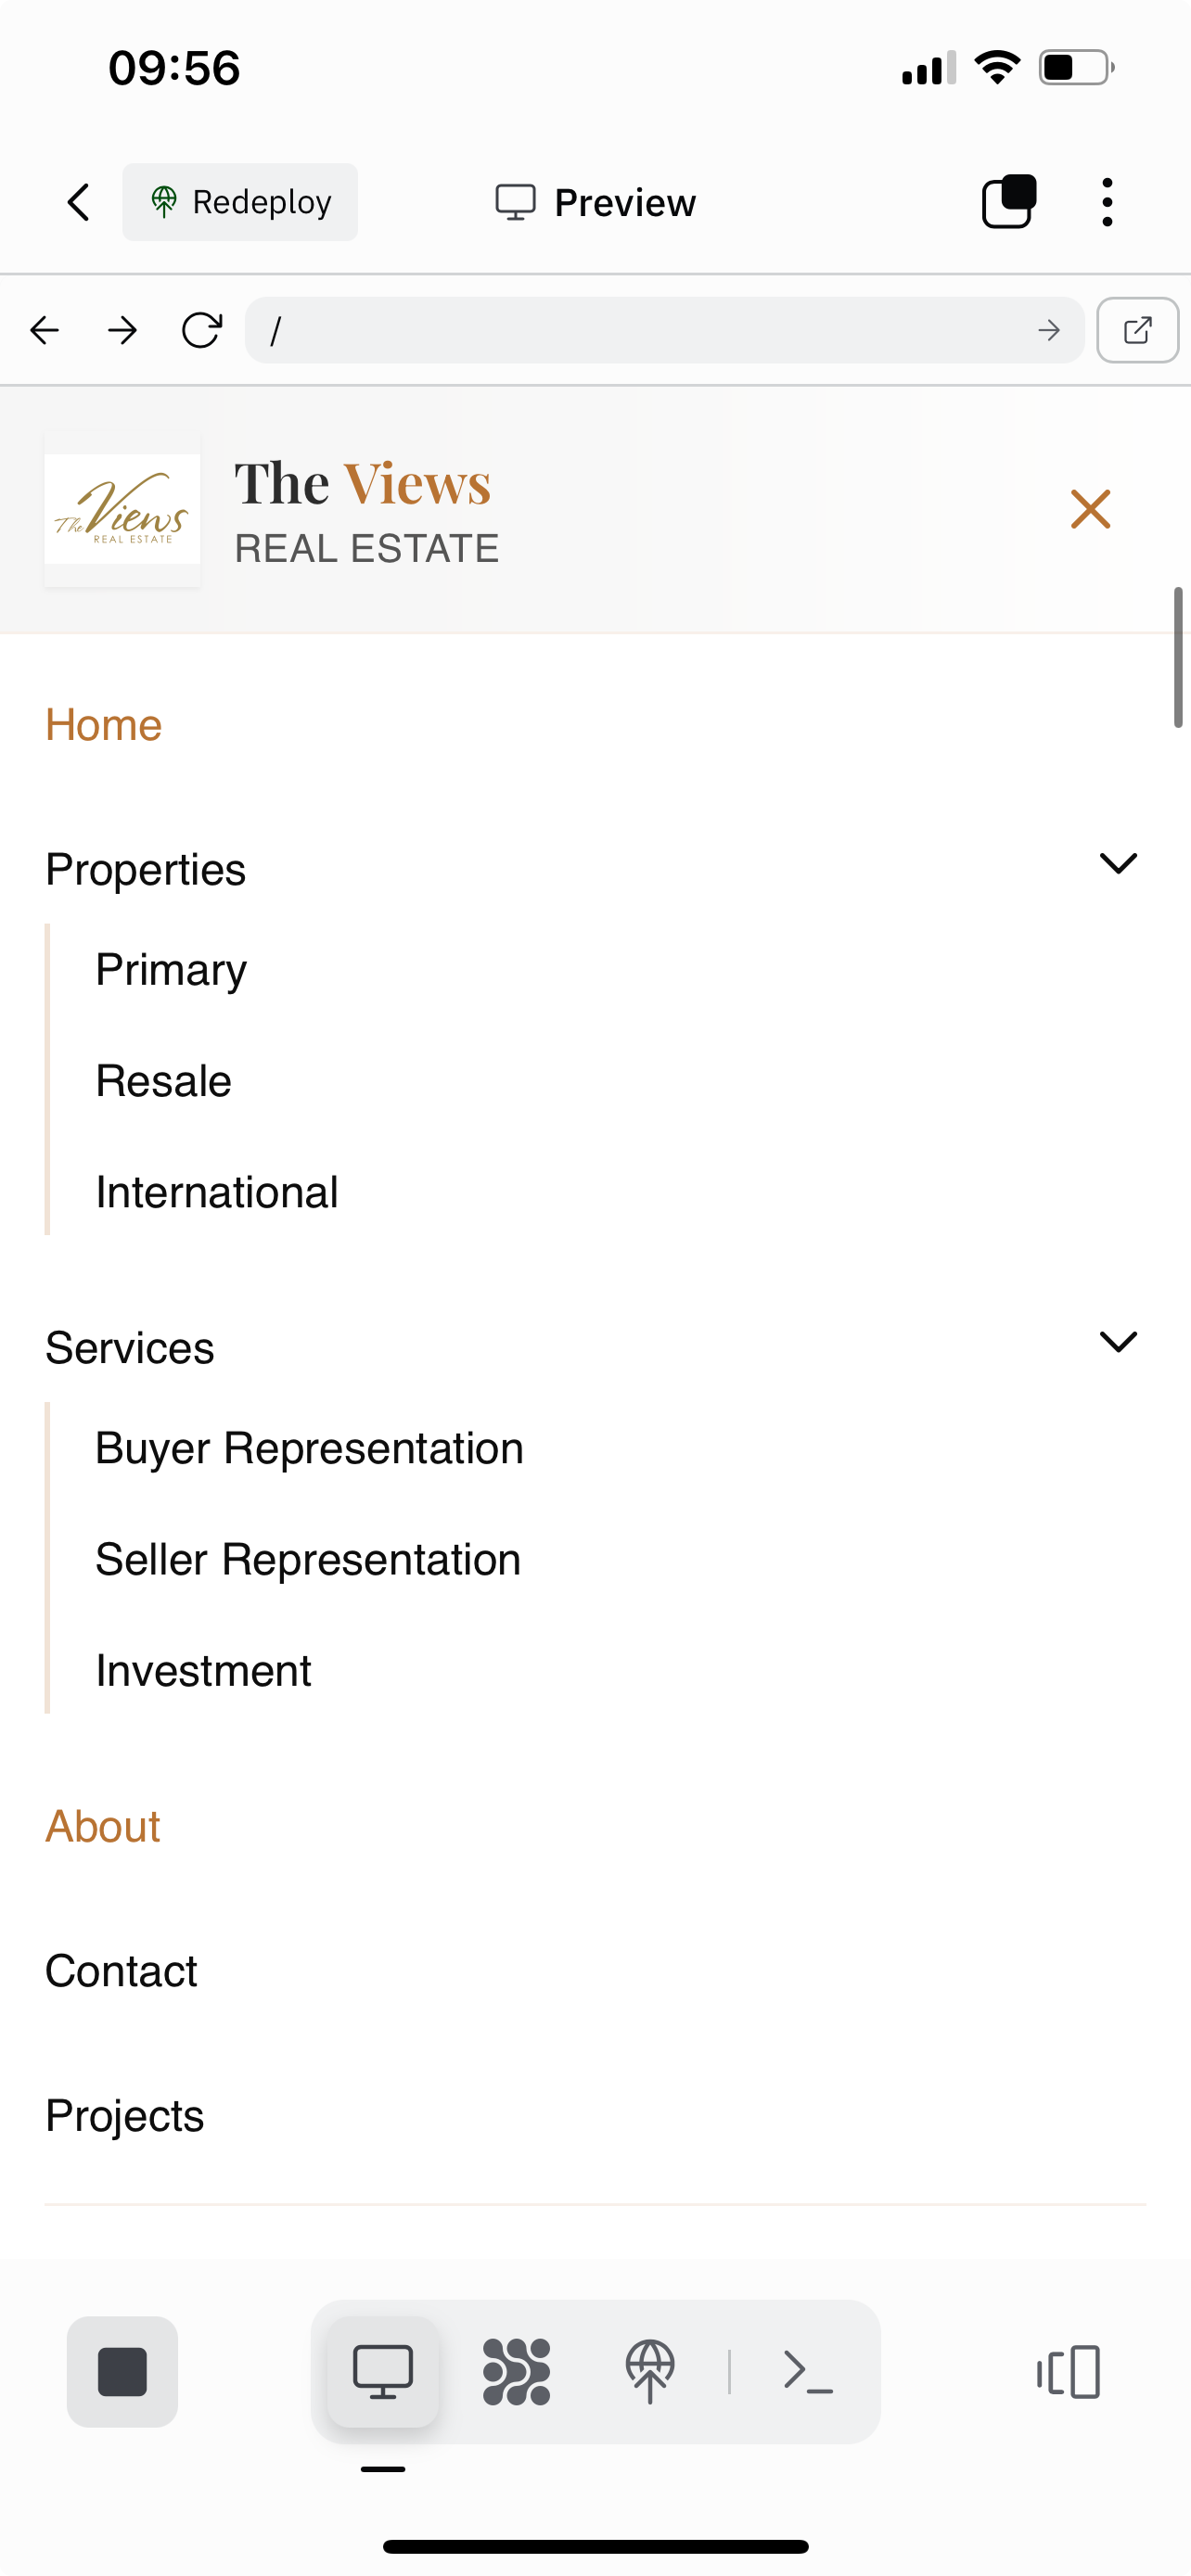 09:56
Redeploy
Preview
/
The Views
REAL ESTATE
The Views
REAL ESTATE
Home
Properties
Primary
Resale
International
Services
Buyer Representation
Seller Representation
Investment
About
Contact
Projects